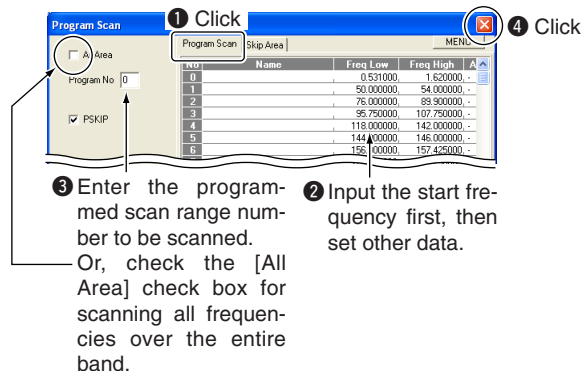 Program Scan
❶ Click
❹ Click
Program Scan
Skip Area
MENU
All Area
Program No 0
PSKIP
No Name Freq Low Freq High A
0 0.531000, 1.620000, -
1 50.000000, 54.000000, -
2 76.000000, 89.900000, -
3 95.750000, 107.750000, -
4 118.000000, 142.000000, -
5 144.000000, 146.000000, -
6 156.000000, 157.425000, -
❸ Enter the program-
med scan range num-
ber to be scanned.
Or, check the [All
Area] check box for
scanning all frequen-
cies over the entire
band.
❷ Input the start fre-
quency first, then
set other data.